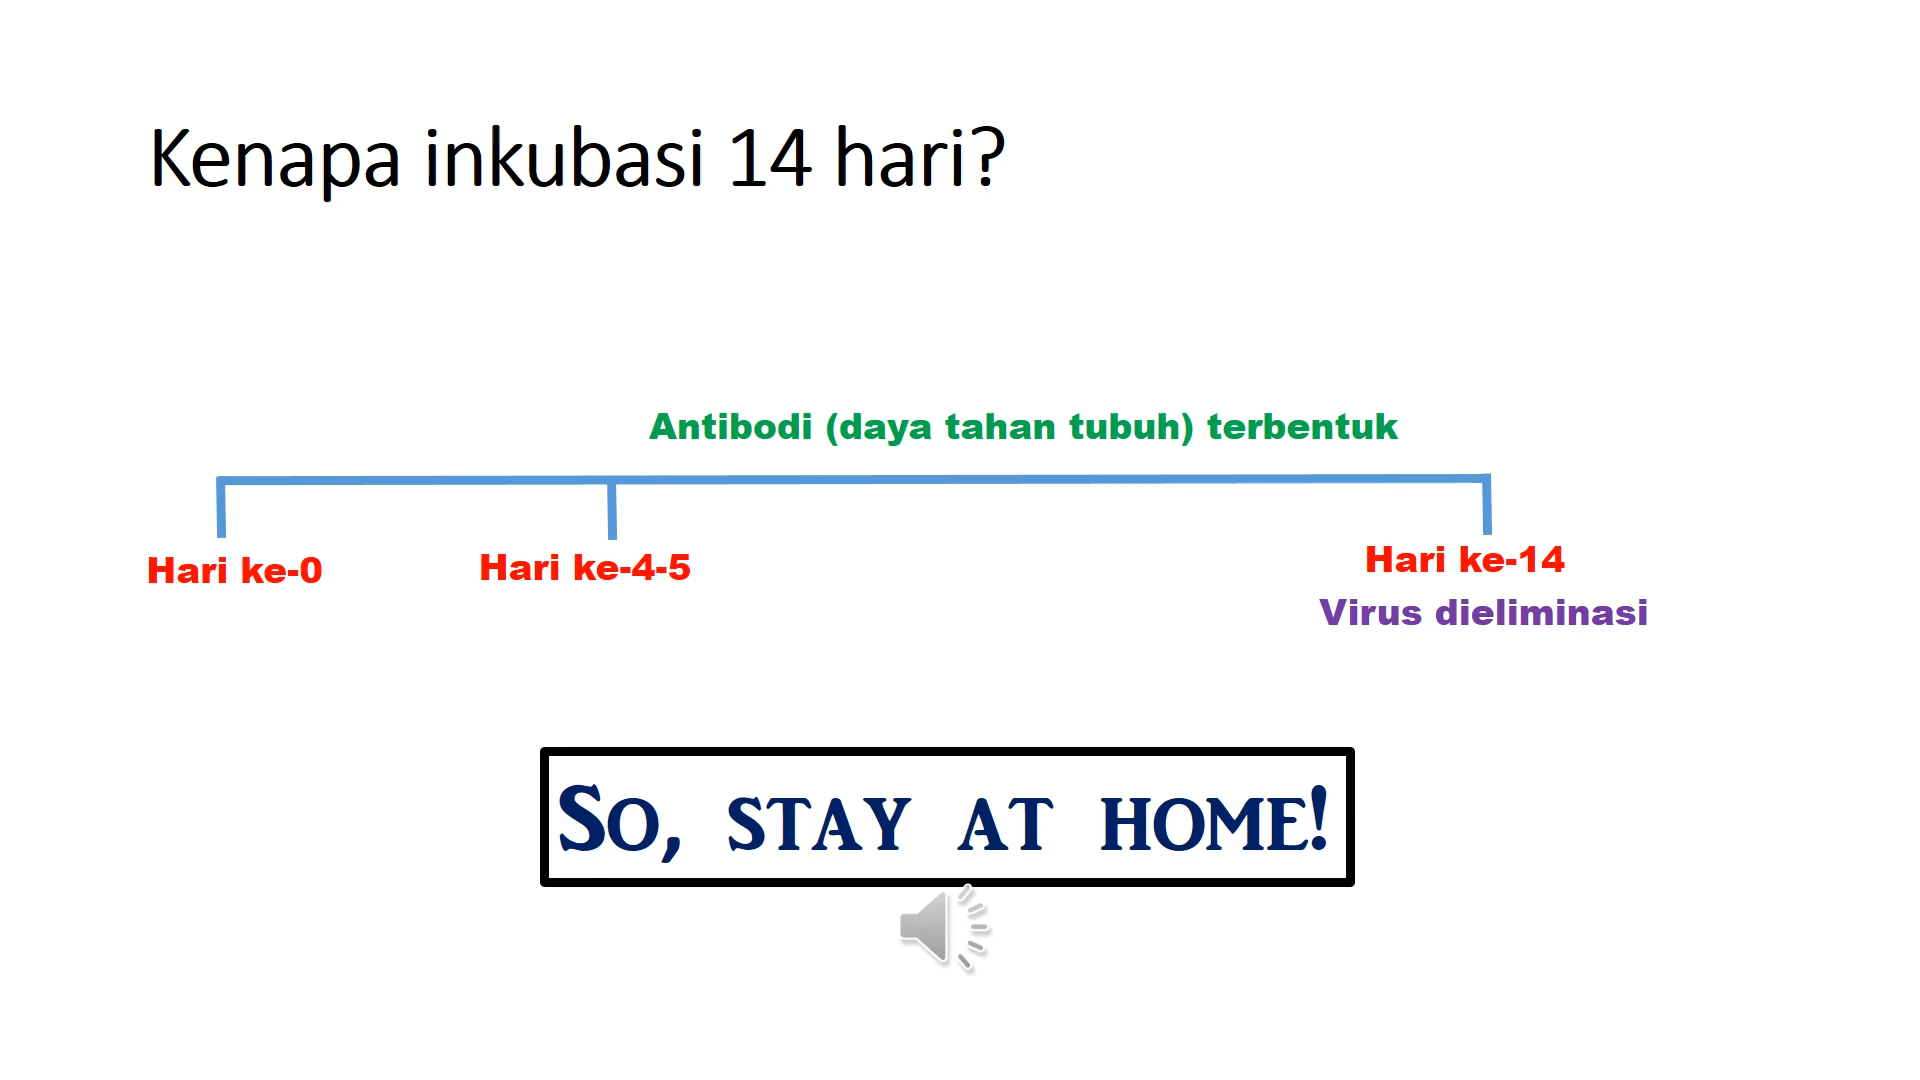 Kenapa inkubasi 14 hari?
Antibodi (daya tahan tubuh) terbentuk
Hari ke-0
Hari ke-4-5
Hari ke-14
Virus dieliminasi
So, stay at home!